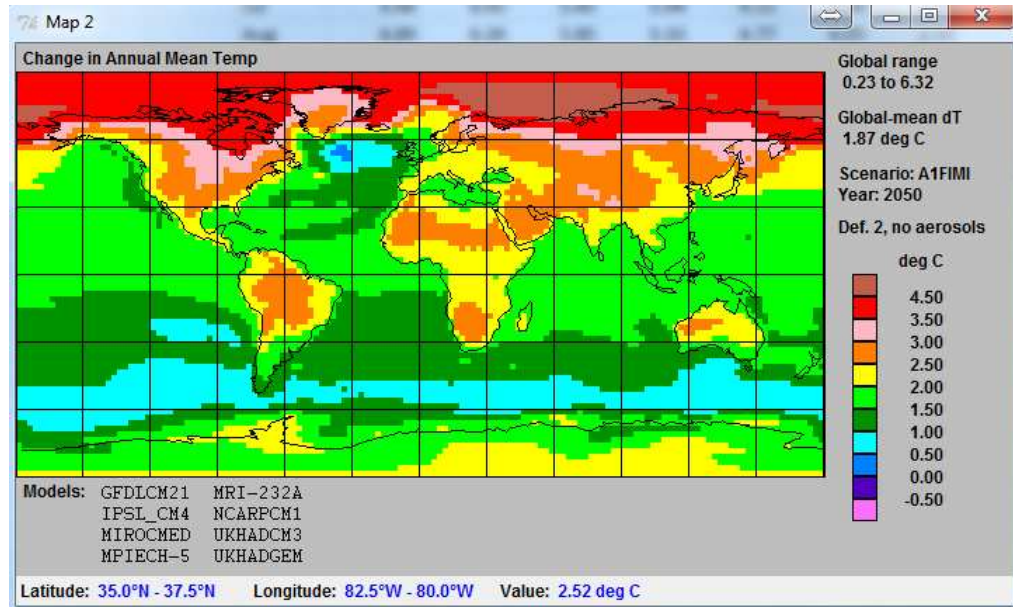 Map 2
Change in Annual Mean Temp
Global range
0.23 to 6.32
Global-mean dT
1.87 deg C
Scenario: A1FIMI
Year: 2050
Def. 2, no aerosols
deg C
4.50
3.50
3.00
2.50
2.00
1.50
1.00
0.50
0.00
-0.50
Models: GFDLCM21 MRI-232A
IPSL_CM4 NCARPCM1
MIROCMED UKHADCM3
MPIECH-5 UKHADGEM
Latitude: 35.0°N - 37.5°N Longitude: 82.5°W - 80.0°W Value: 2.52 deg C